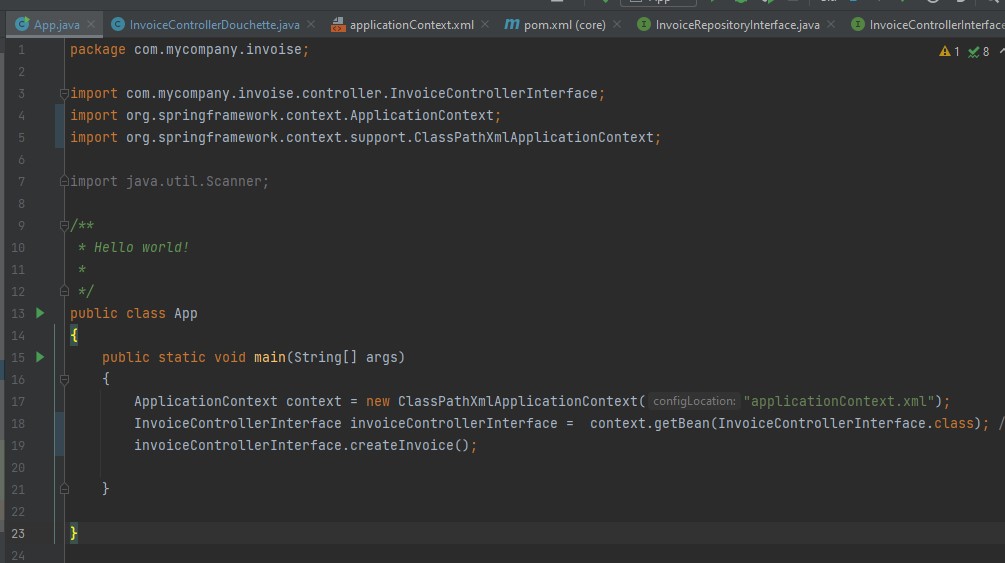 App.java InvoiceControllerDouchette.java applicationContext.xml pom.xml (core) InvoiceRepositoryInterface.java InvoiceControllerInterface
1 package com.mycompany.invoise; 1 8
2
3 import com.mycompany.invoise.controller.InvoiceControllerInterface;
4 import org.springframework.context.ApplicationContext;
5 import org.springframework.context.support.ClassPathXmlApplicationContext;
6
7 import java.util.Scanner;
8
9 /**
10 * Hello world!
11 *
12 */
13 public class App
14 {
15 public static void main(String[] args)
16 {
17 ApplicationContext context = new ClassPathXmlApplicationContext( configLocation: "applicationContext.xml");
18 InvoiceControllerInterface invoiceControllerInterface = context.getBean(InvoiceControllerInterface.class); /
19 invoiceControllerInterface.createInvoice();
20
21 }
22
23 }
24